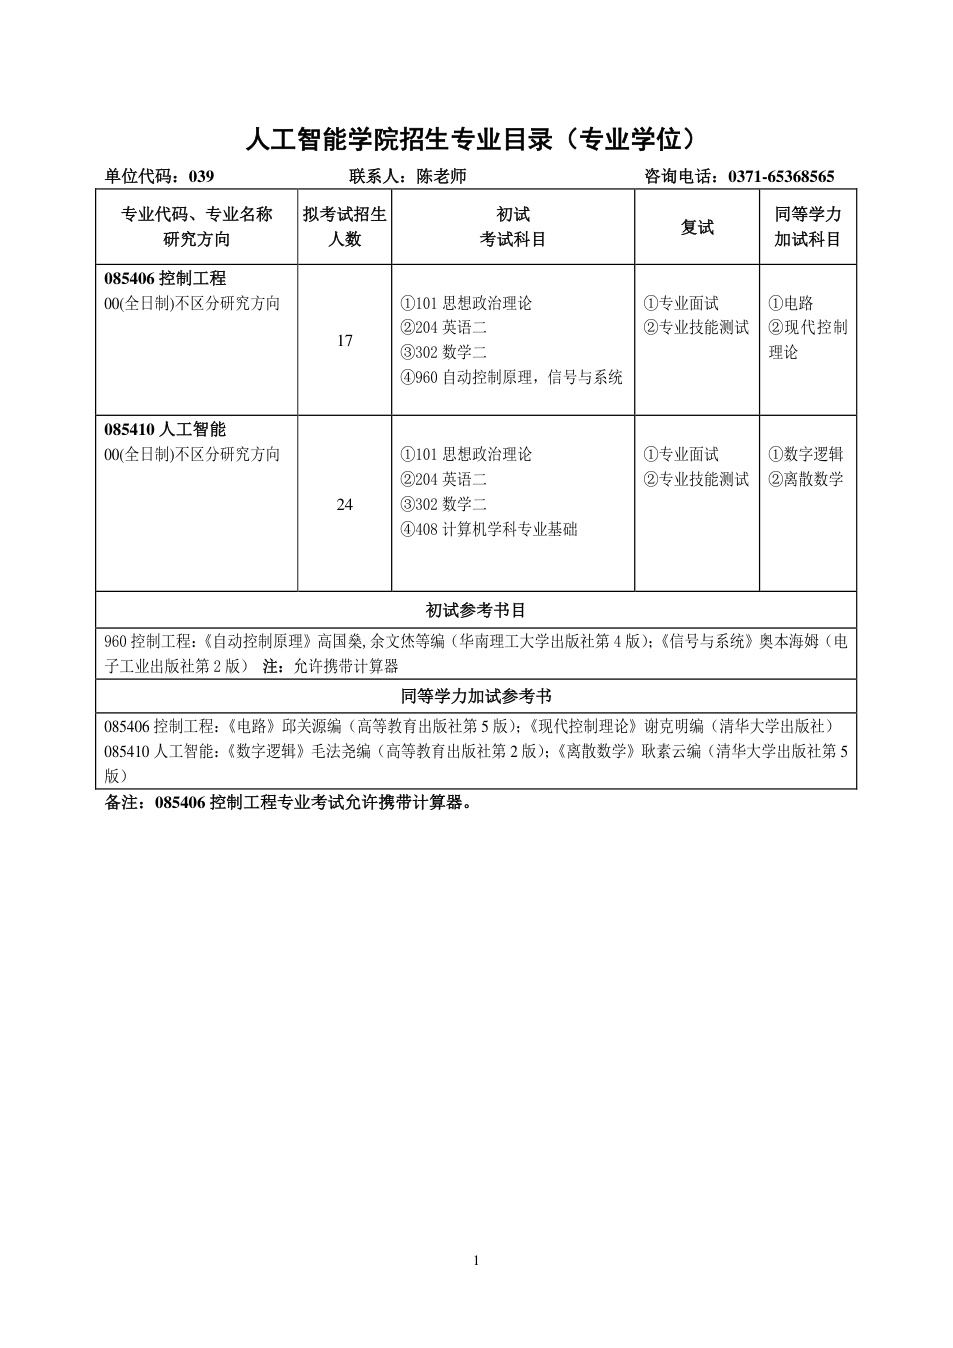 人工智能学院招生专业目录（专业学位）
单位代码：039 联系人：陈老师 咨询电话：0371-65368565
专业代码、专业名称
研究方向
拟考试招生
人数
初试
考试科目
复试
同等学力
加试科目
085406 控制工程
00(全日制)不区分研究方向
17
①101 思想政治理论
②204 英语二
③302 数学二
④960 自动控制原理，信号与系统
①专业面试
②专业技能测试
①电路
②现代控制
理论
085410 人工智能
00(全日制)不区分研究方向
24
①101 思想政治理论
②204 英语二
③302 数学二
④408 计算机学科专业基础
①专业面试
②专业技能测试
①数字逻辑
②离散数学
初试参考书目
960 控制工程：《自动控制原理》高国燊,余文烋等编（华南理工大学出版社第 4 版）；《信号与系统》奥本海姆（电
子工业出版社第 2 版） 注：允许携带计算器
同等学力加试参考书
085406 控制工程：《电路》邱关源编（高等教育出版社第 5 版）；《现代控制理论》谢克明编（清华大学出版社）
085410 人工智能：《数字逻辑》毛法尧编（高等教育出版社第 2 版）；《离散数学》耿素云编（清华大学出版社第 5
版）
备注：085406 控制工程专业考试允许携带计算器。
1